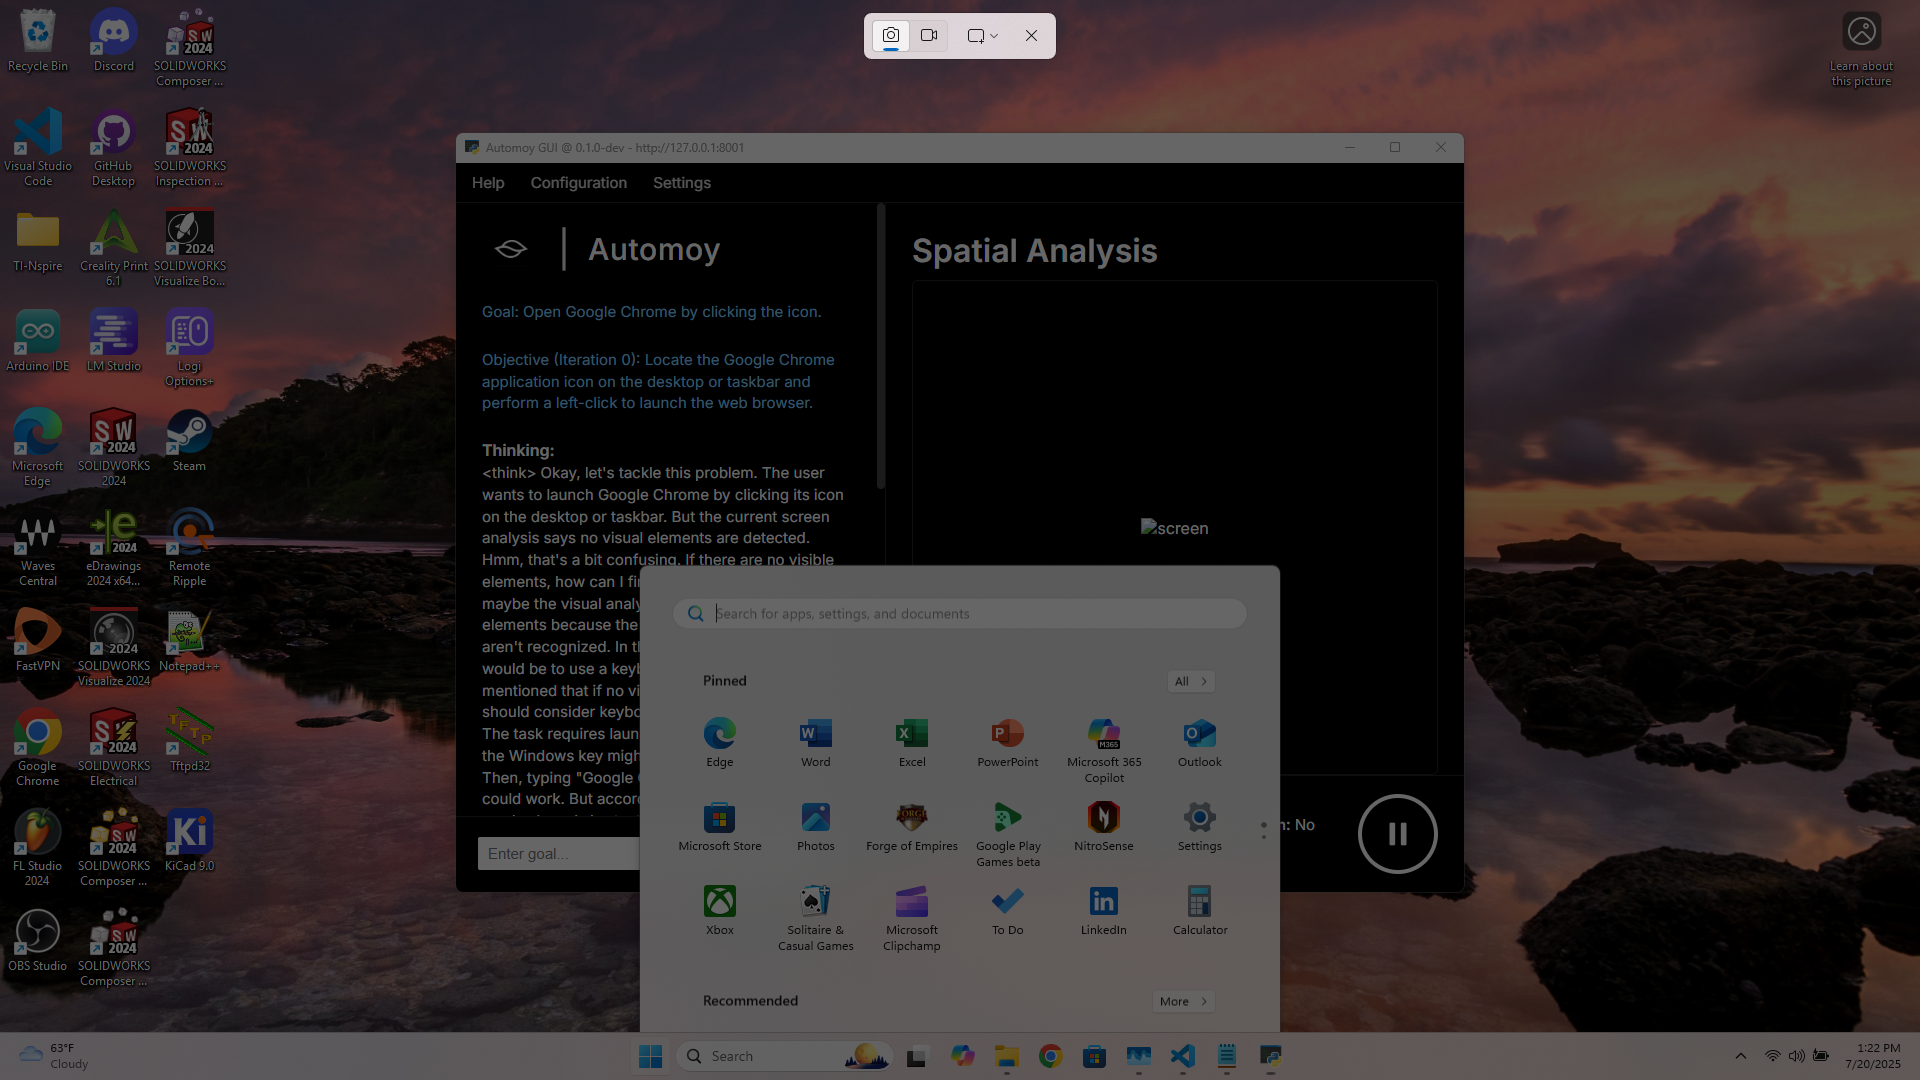 Recycle Bin
Discord
SOLIDWORKS
Composer ...
Visual Studio
Code
GitHub
Desktop
SOLIDWORKS
Inspection ...
TI-Nspire
Creality Print
6.1
SOLIDWORKS
Visualize Bo...
Arduino IDE
LM Studio
Logi
Options+
Microsoft
Edge
SOLIDWORKS
2024
Steam
Waves
Central
eDrawings
2024 x64...
Remote
Ripple
FastVPN
SOLIDWORKS
Visualize 2024
Notepad++
Google
Chrome
SOLIDWORKS
Electrical
Tftpd32
FL Studio
2024
SOLIDWORKS
Composer ...
KiCad 9.0
OBS Studio
SOLIDWORKS
Composer ...
Learn about
this picture
Automoy GUI @ 0.1.0-dev - http://127.0.0.1:8001
Help Configuration Settings
Automoy
Goal: Open Google Chrome by clicking the icon.
Objective (Iteration 0): Locate the Google Chrome
application icon on the desktop or taskbar and
perform a left-click to launch the web browser.
Thinking:
<think> Okay, let's tackle this problem. The user
wants to launch Google Chrome by clicking its icon
on the desktop or taskbar. But the current screen
analysis says no visual elements are detected.
Hmm, that's a bit confusing. If there are no visible
elements, how can I fi
maybe the visual analy
elements because the
aren't recognized. In th
would be to use a keyb
mentioned that if no vi
should consider keybo
The task requires laun
the Windows key migh
Then, typing "Google C
could work. But accor
Enter goal...
Spatial Analysis
screen
n: No
Search for apps, settings, and documents
Pinned
All
Edge
Word
Excel
PowerPoint
Microsoft 365
Copilot
Outlook
Microsoft Store
Photos
Forge of Empires
Google Play
Games beta
NitroSense
Settings
Xbox
Solitaire &
Casual Games
Microsoft
Clipchamp
To Do
LinkedIn
Calculator
Recommended
More
63°F
Cloudy
Search
1:22 PM
7/20/2025